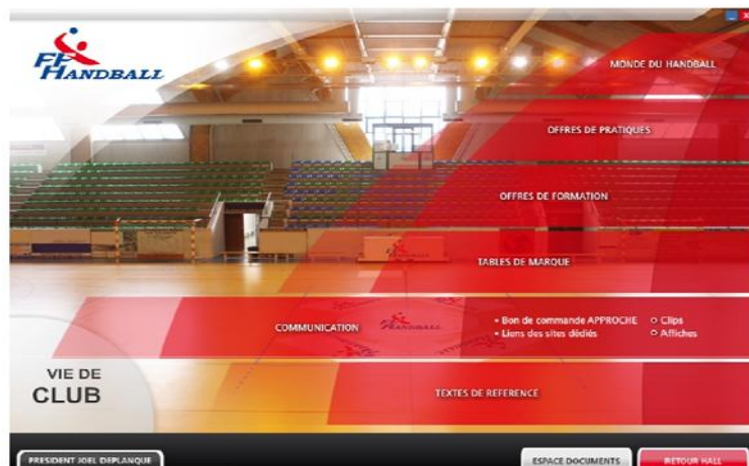 FF
HANDBALL
MONDE DU HANDBALL
OFFRES DE PRATIQUES
OFFRES DE FORMATION
TABLES DE MARQUE
COMMUNICATION
• Bon de commande APPROCHE
○ Clips
• Liens des sites dédiés
○ Affiches
HANDBALL
VIE DE
CLUB
TEXTES DE REFERENCE
PRESIDENT JOEL DEPLANQUE
ESPACE DOCUMENTS
RETOUR HALL